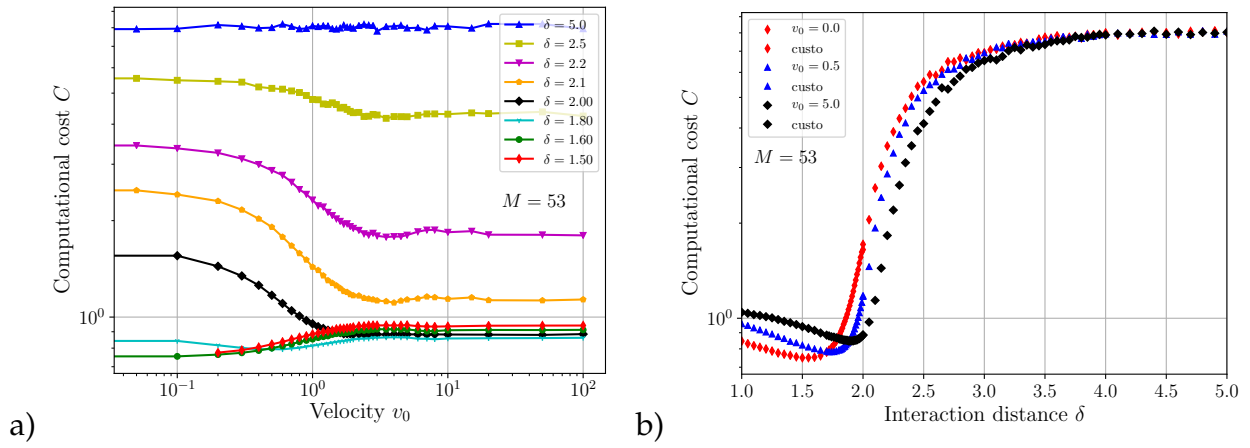 Computational cost C
10⁰
10⁻¹ 10⁰ 10¹ 10²
Velocity v₀
δ = 5.0
δ = 2.5
δ = 2.2
δ = 2.1
δ = 2.00
δ = 1.80
δ = 1.60
δ = 1.50
M = 53
a)
Computational cost C
10⁰
1.0 1.5 2.0 2.5 3.0 3.5 4.0 4.5 5.0
Interaction distance δ
v₀ = 0.0
custo
v₀ = 0.5
custo
v₀ = 5.0
custo
M = 53
b)